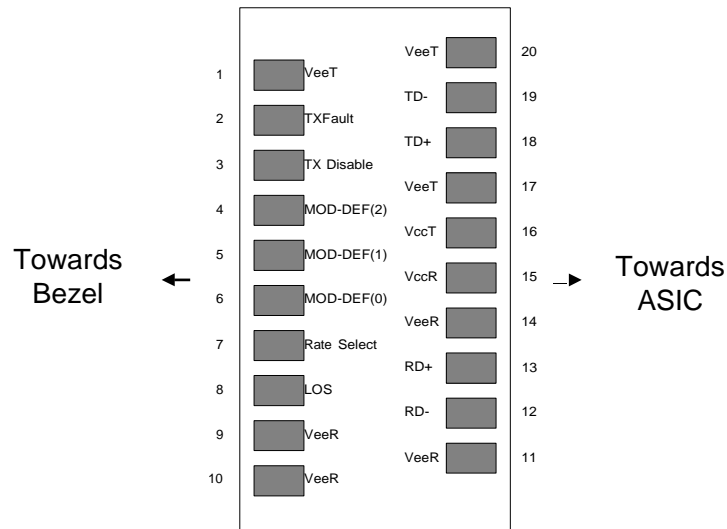 VeeT 20
1 VeeT
TD- 19
2 TXFault
TD+ 18
3 TX Disable
VeeT 17
4 MOD-DEF(2)
VccT 16
5 MOD-DEF(1)
Towards
Bezel
VccR 15
Towards
ASIC
6 MOD-DEF(0)
VeeR 14
7 Rate Select
RD+ 13
8 LOS
RD- 12
9 VeeR
VeeR 11
10 VeeR